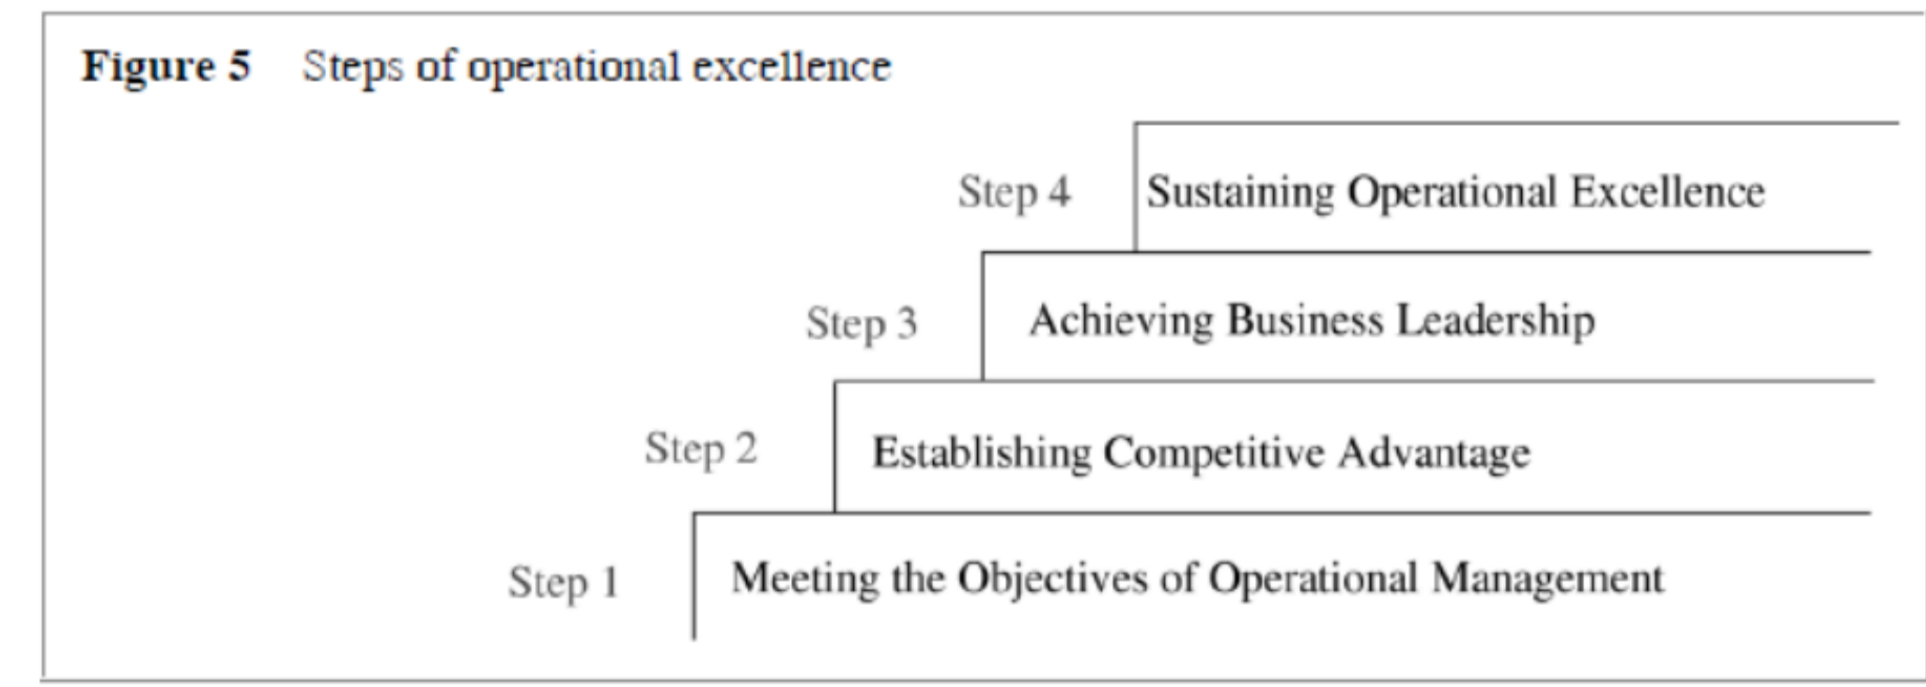 Figure 5 Steps of operational excellence
Step 4 Sustaining Operational Excellence
Step 3 Achieving Business Leadership
Step 2 Establishing Competitive Advantage
Step 1 Meeting the Objectives of Operational Management